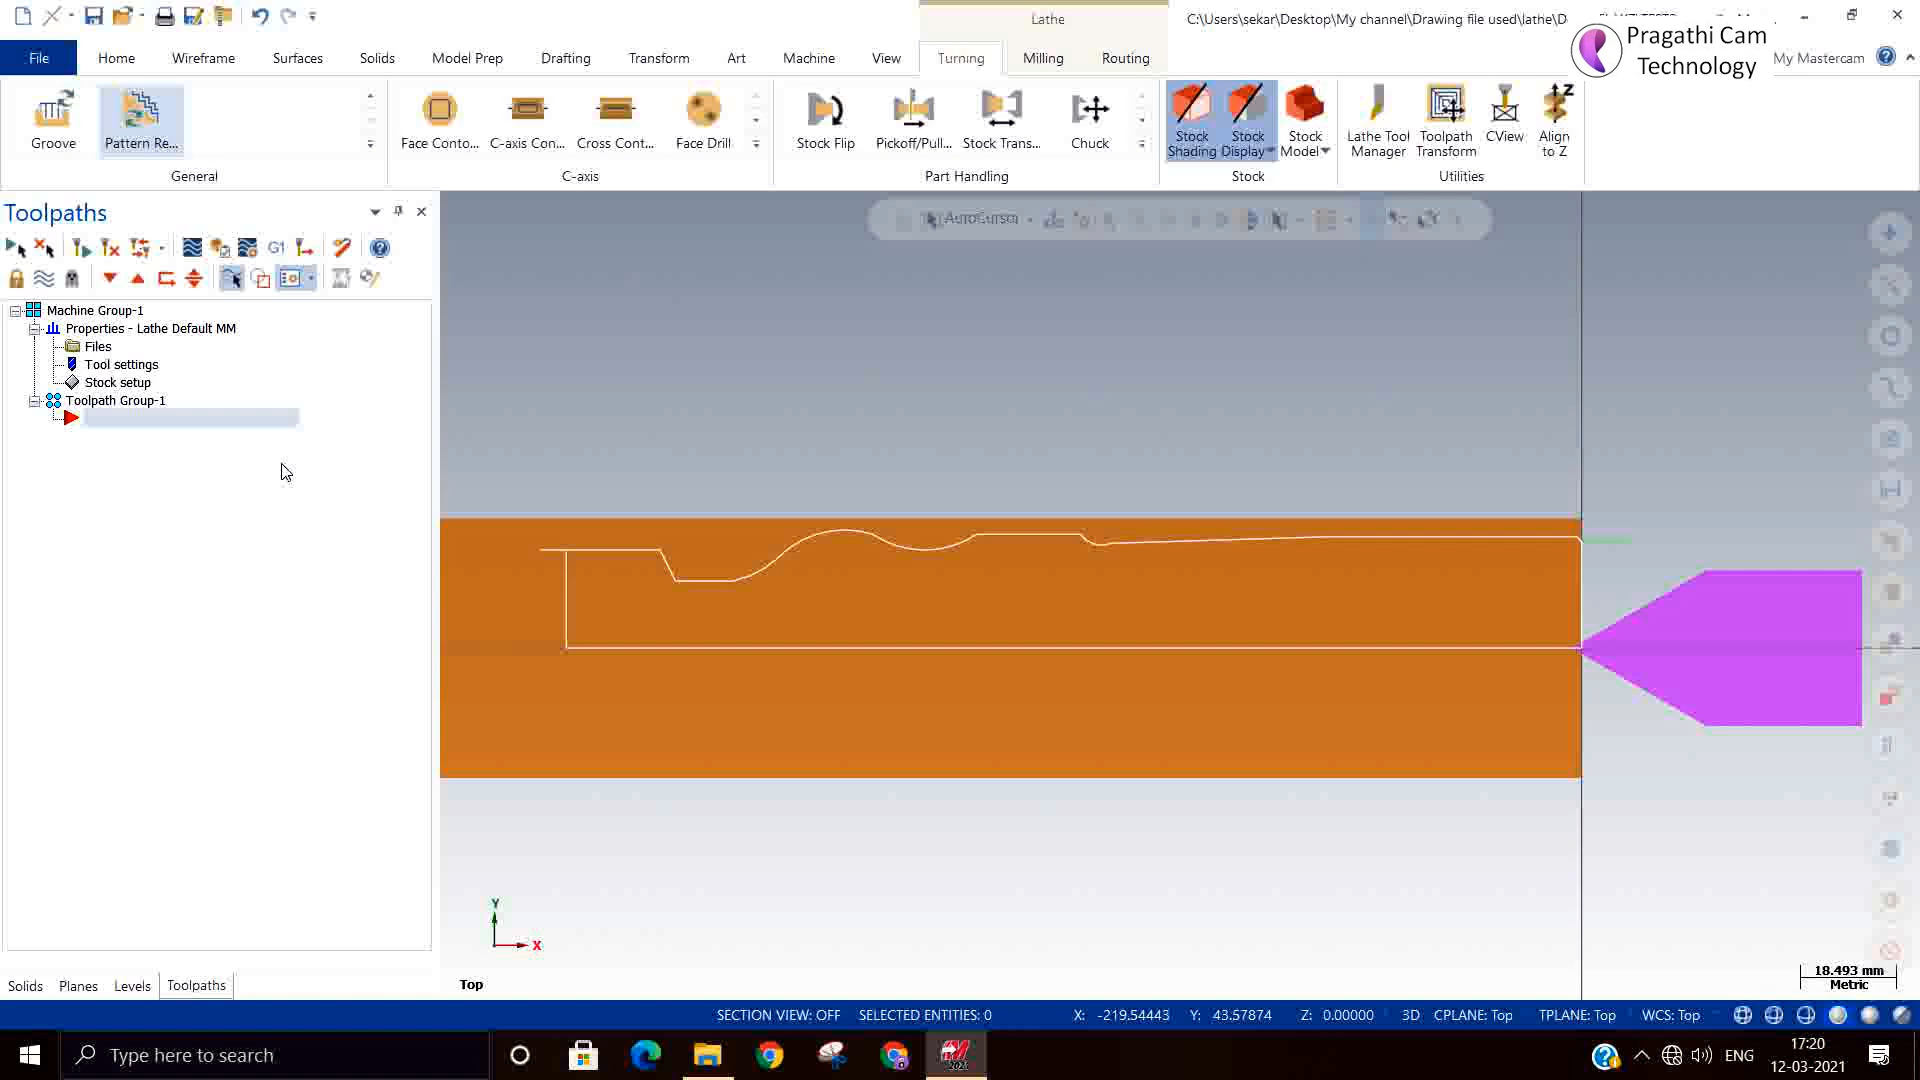 Lathe
C:\Users\sekar\Desktop\My channel\Drawing file used\lathe\D
Pragathi Cam
Technology
File
Home
Wireframe
Surfaces
Solids
Model Prep
Drafting
Transform
Art
Machine
View
Turning
Milling
Routing
My Mastercam
Groove
Pattern Re...
Face Conto...
C-axis Con...
Cross Cont...
Face Drill
Stock Flip
Pickoff/Pull...
Stock Trans...
Chuck
Stock
Shading
Stock
Display
Stock
Model
Lathe Tool
Manager
Toolpath
Transform
CView
Align
to Z
General
C-axis
Part Handling
Stock
Utilities
Toolpaths
AutoCursor
G1
Machine Group-1
Properties - Lathe Default MM
Files
Tool settings
Stock setup
Toolpath Group-1
Y
X
Top
18.493 mm
Metric
Solids
Planes
Levels
Toolpaths
SECTION VIEW: OFF
SELECTED ENTITIES: 0
X: -219.54443
Y: 43.57874
Z: 0.00000
3D
CPLANE: Top
TPLANE: Top
WCS: Top
Type here to search
2021
ENG
17:20
12-03-2021